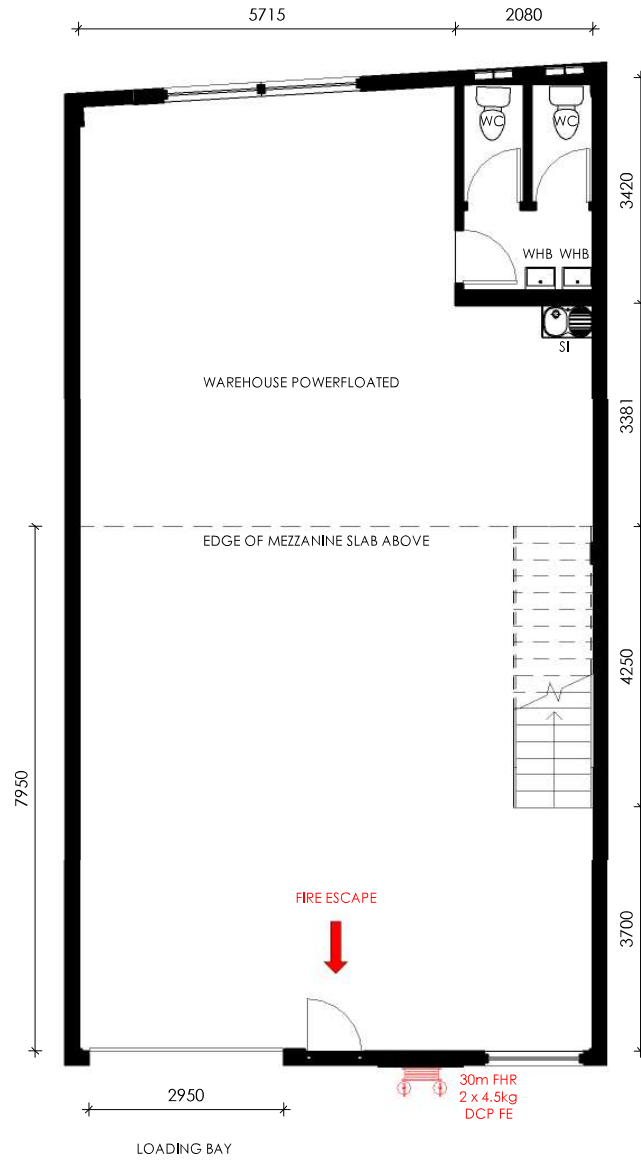 5715
2080
WC
WC
3420
WHB
WHB
SI
WAREHOUSE POWERFLOATED
3381
EDGE OF MEZZANINE SLAB ABOVE
4250
7950
FIRE ESCAPE
3700
30m FHR
2 x 4.5kg
DCP FE
2950
LOADING BAY